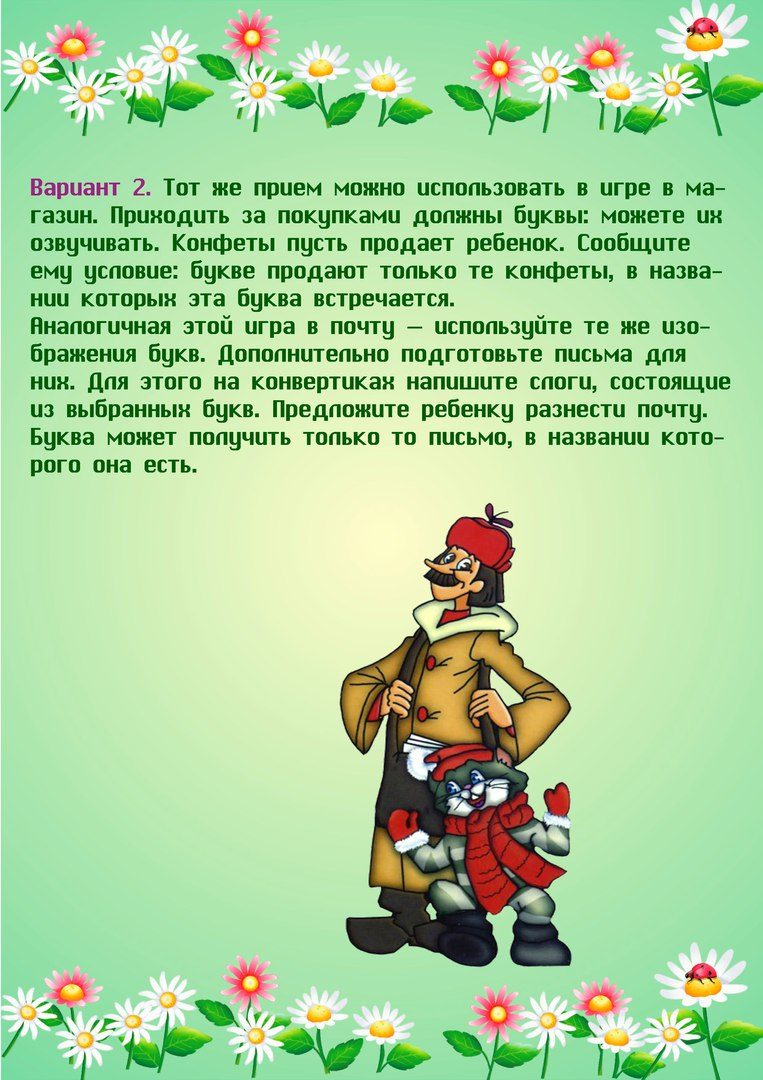 Вариант 2. Тот же прием можно использовать в игре в ма-
газин. Приходить за покупками должны буквы: можете их
озвучивать. Конфеты пусть продает ребенок. Сообщите
ему условие: букве продают только те конфеты, в назва-
нии которых эта буква встречается.
Аналогичная этой игра в почту — используйте те же изо-
бражения букв. Дополнительно подготовьте письма для
них. Для этого на конвертиках напишите слоги, состоящие
из выбранных букв. Предложите ребенку разнести почту.
Буква может получить только то письмо, в названии кото-
рого она есть.